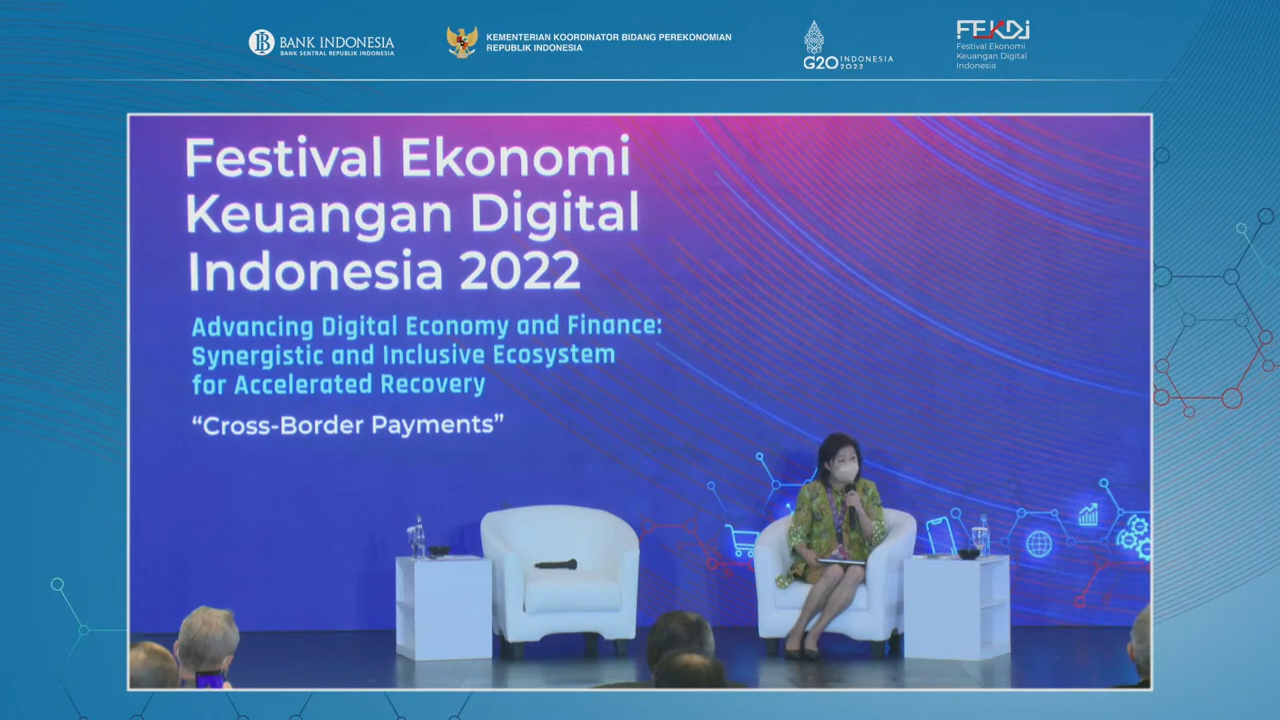 BANK INDONESIA
BANK SENTRAL REPUBLIK INDONESIA
KEMENTERIAN KOORDINATOR BIDANG PEREKONOMIAN
REPUBLIK INDONESIA
G20 INDONESIA
2022
FEKDi
Festival Ekonomi
Keuangan Digital
Indonesia
Festival Ekonomi
Keuangan Digital
Indonesia 2022
Advancing Digital Economy and Finance:
Synergistic and Inclusive Ecosystem
for Accelerated Recovery
“Cross-Border Payments”